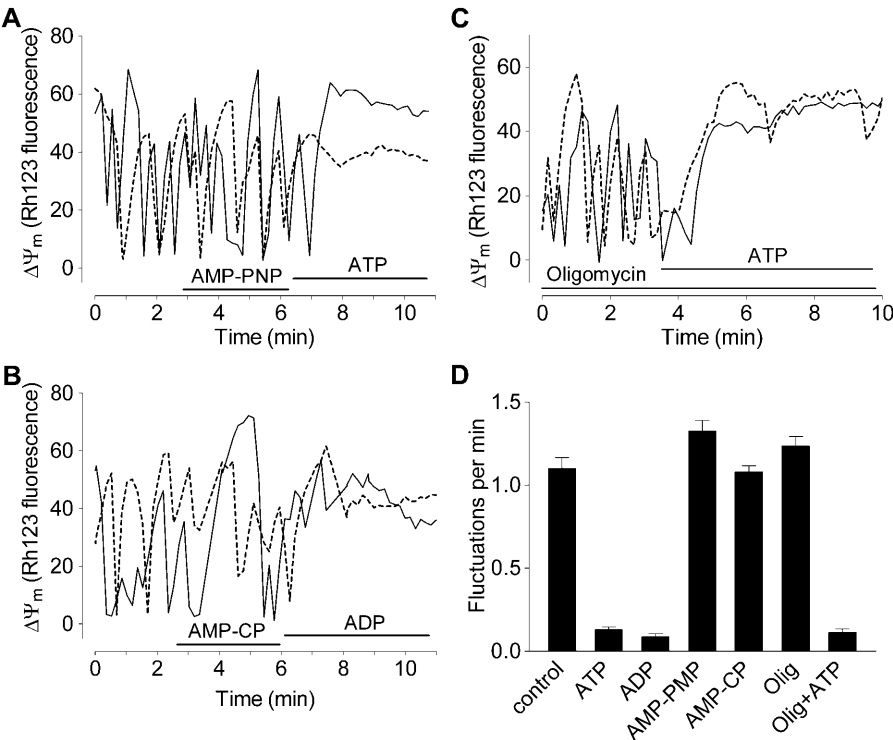 A
80
60
40
20
0
ΔΨm (Rh123 fluorescence)
AMP-PNP
ATP
0 2 4 6 8 10
Time (min)
B
80
60
40
20
0
ΔΨm (Rh123 fluorescence)
AMP-CP
ADP
0 2 4 6 8 10
Time (min)
C
60
40
20
0
ΔΨm (Rh123 fluorescence)
Oligomycin
ATP
0 2 4 6 8 10
Time (min)
D
1.5
1.0
0.5
0.0
Fluctuations per min
control
ATP
ADP
AMP-PMP
AMP-CP
Olig
Olig+ATP